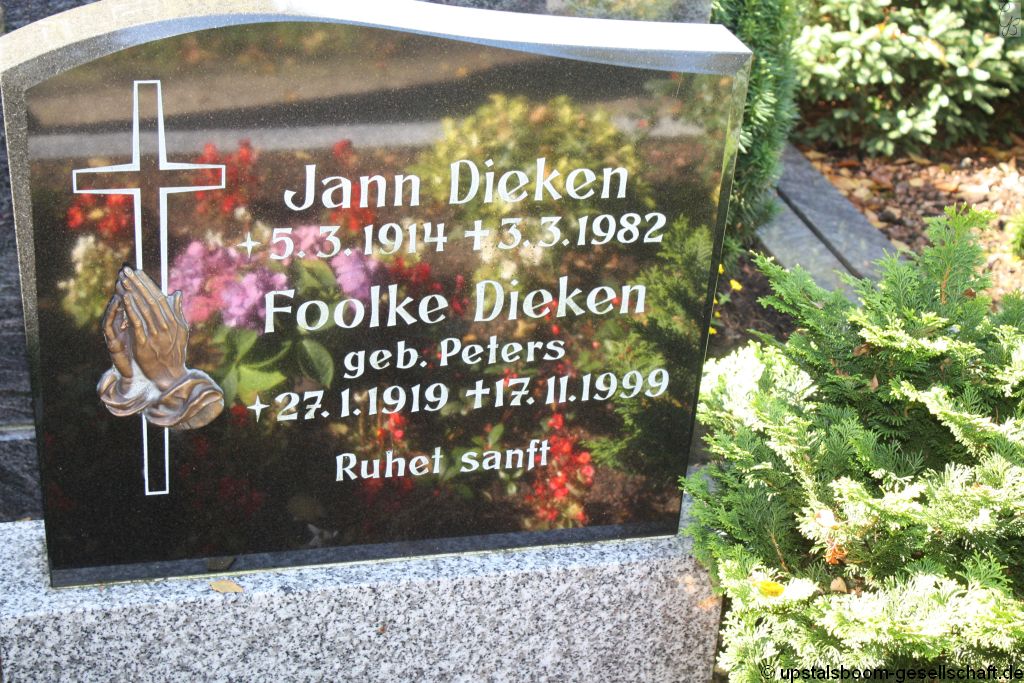 Jann Dieken
+ 5.3.1914 + 3.3.1982
Foolke Dieken
geb. Peters
+ 27.1.1919 + 17.11.1999
Ruhet sanft
© upstalsboom-gesellschaft.de